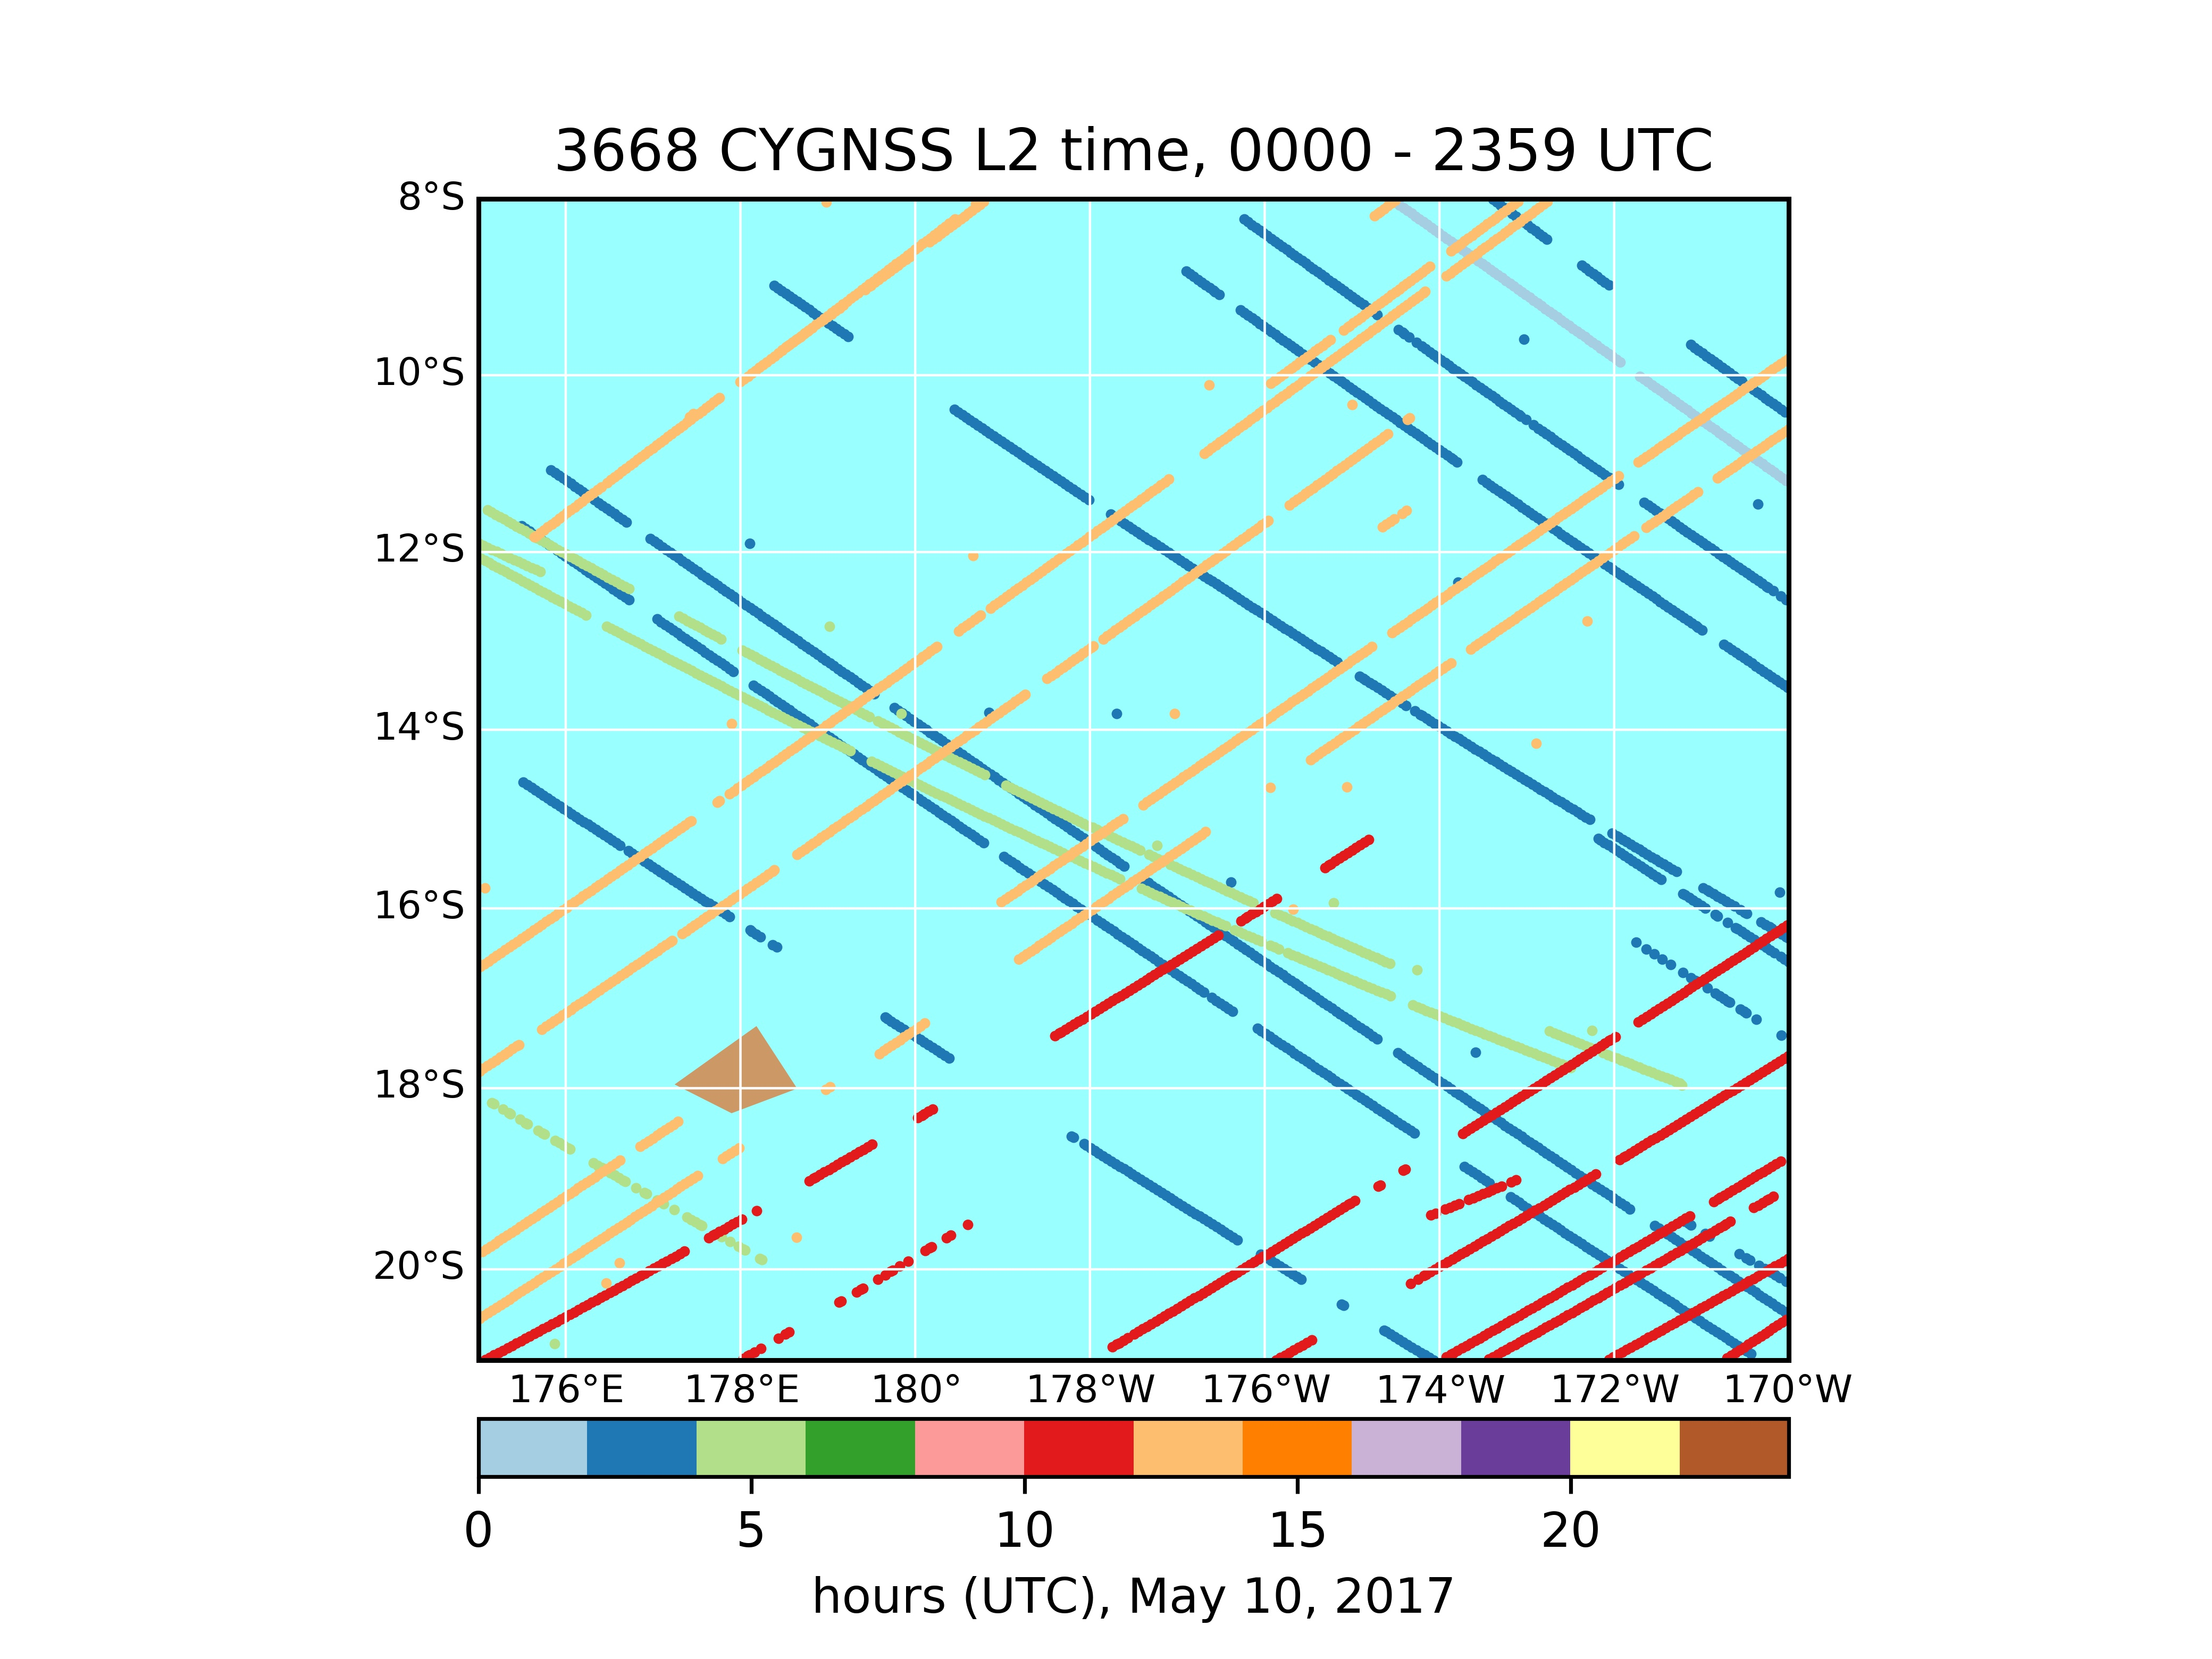 3668 CYGNSS L2 time, 0000 - 2359 UTC
8°S
10°S
12°S
14°S
16°S
18°S
20°S
176°E 178°E 180° 178°W 176°W 174°W 172°W 170°W
0 5 10 15 20
hours (UTC), May 10, 2017